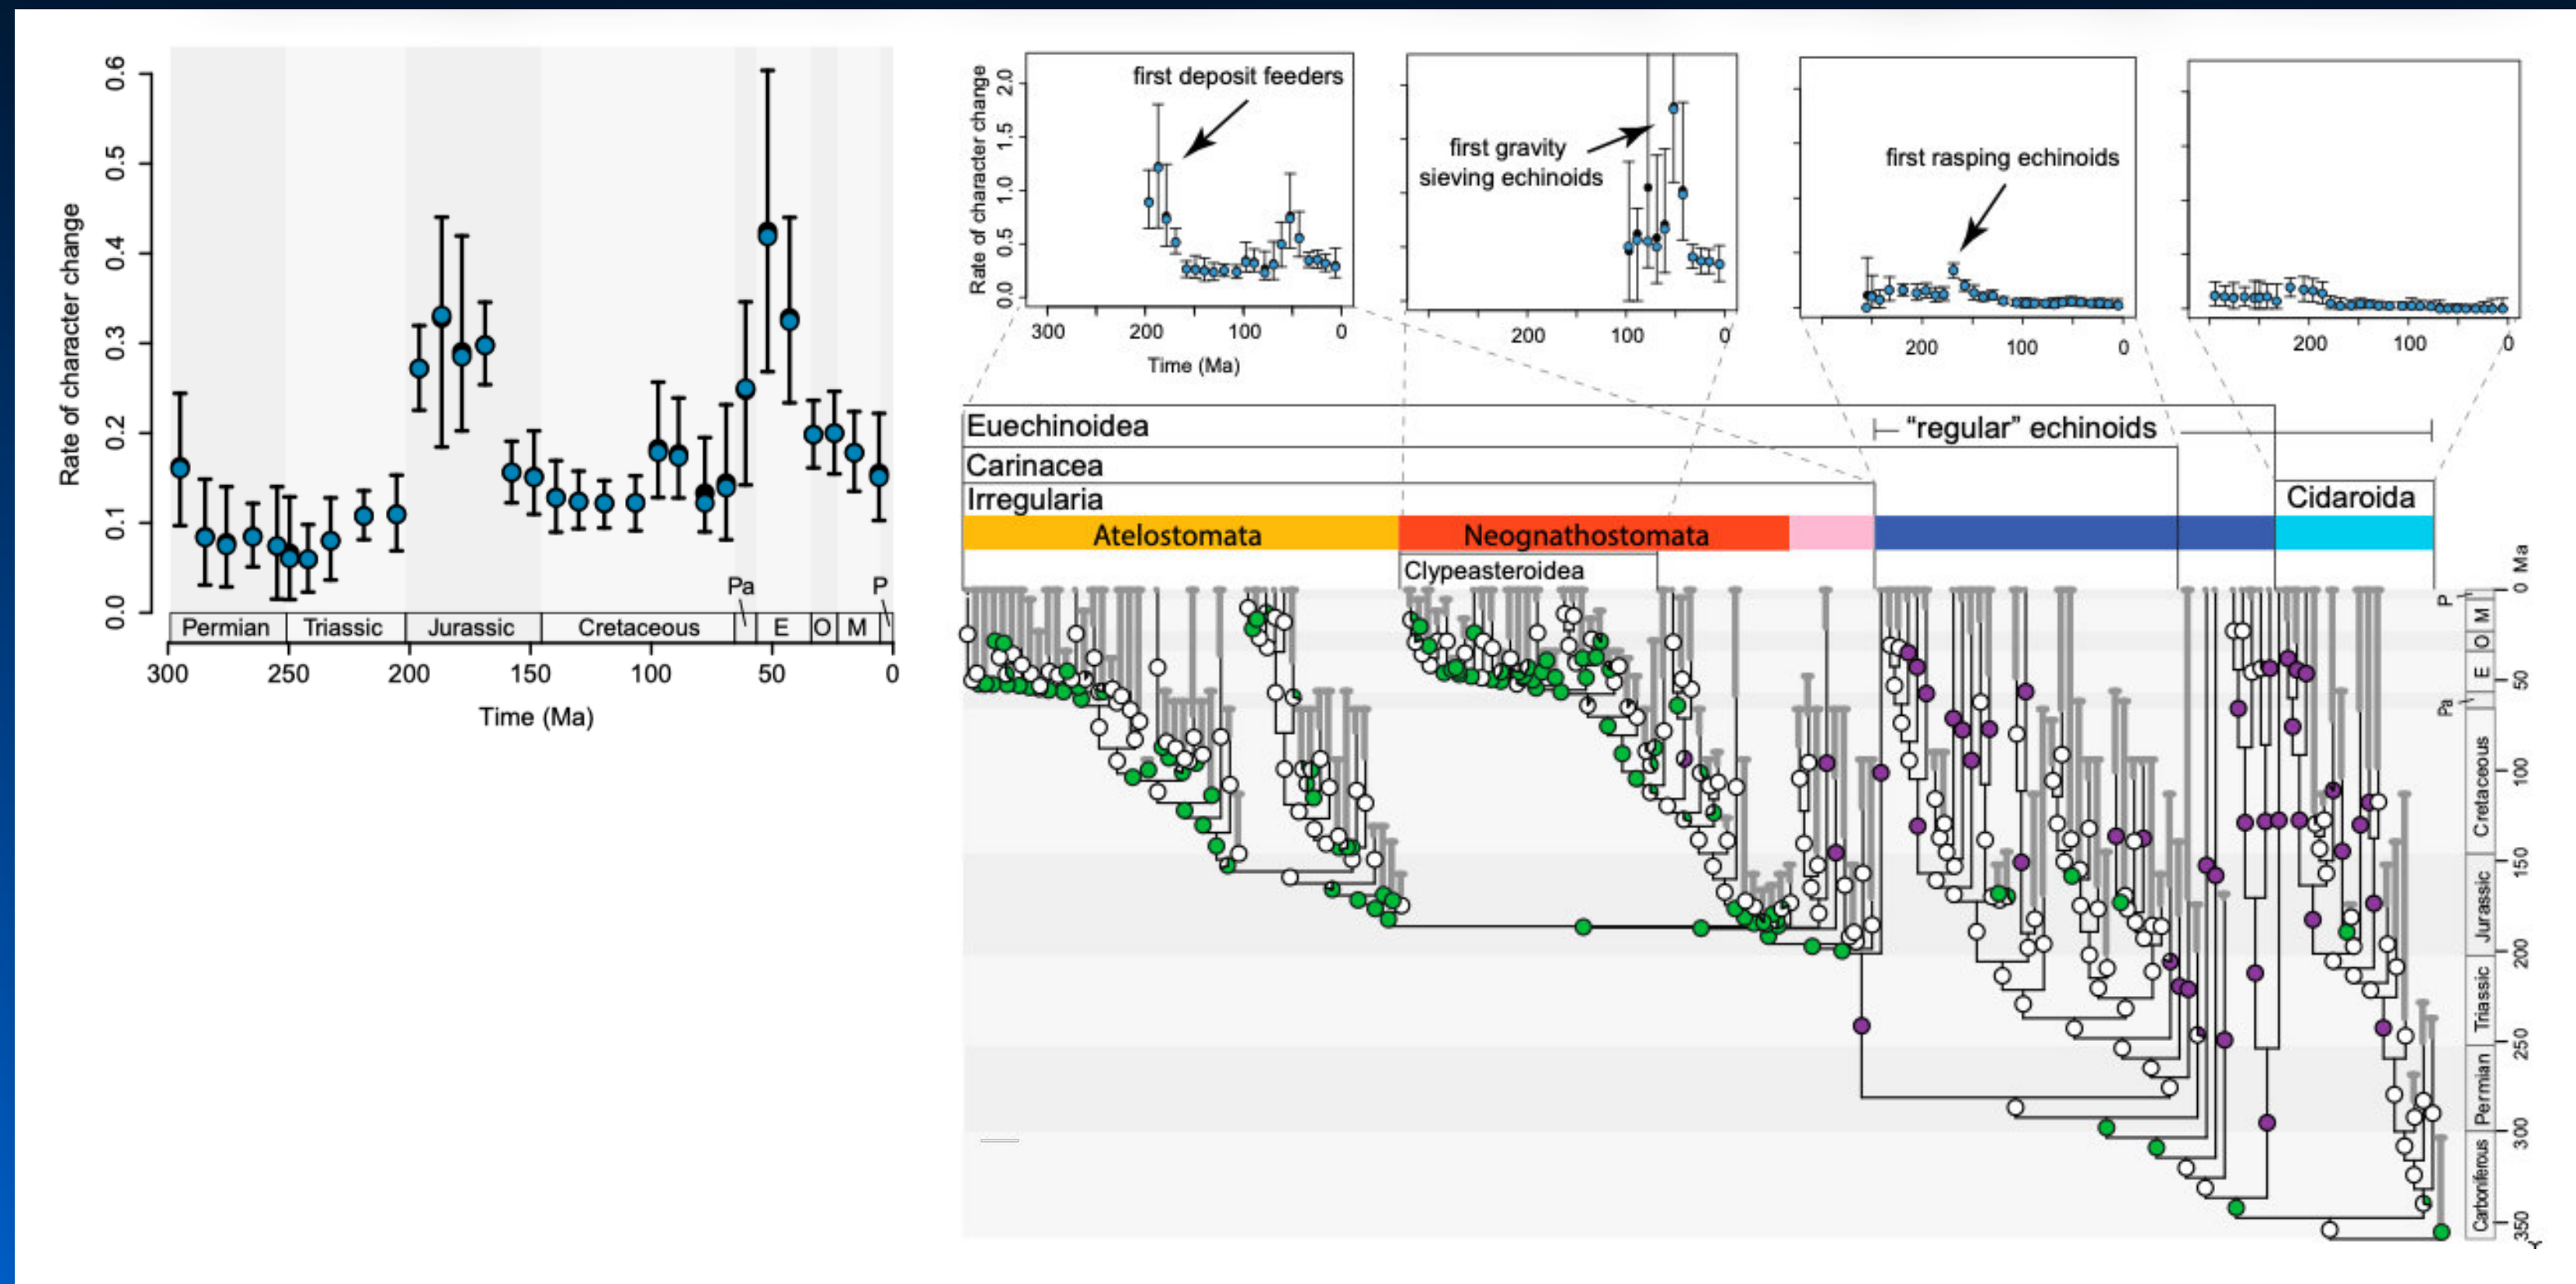 0.6
0.5
0.4
0.3
0.2
0.1
0.0
Rate of character change
Pa
P
Permian
Triassic
Jurassic
Cretaceous
E
O
M
300
250
200
150
100
50
0
Time (Ma)
2.0
1.5
1.0
0.5
0.0
Rate of character change
first deposit feeders
300
200
100
0
Time (Ma)
first gravity
sieving echinoids
200
100
0
first rasping echinoids
200
100
0
200
100
0
Euechinoidea
"regular" echinoids
Carinacea
Irregularia
Cidaroida
Atelostomata
Neognathostomata
Clypeasteroidea
0 Ma
50
100
150
200
250
300
350
P
M
O
E
Pa
Cretaceous
Jurassic
Triassic
Permian
Carboniferous